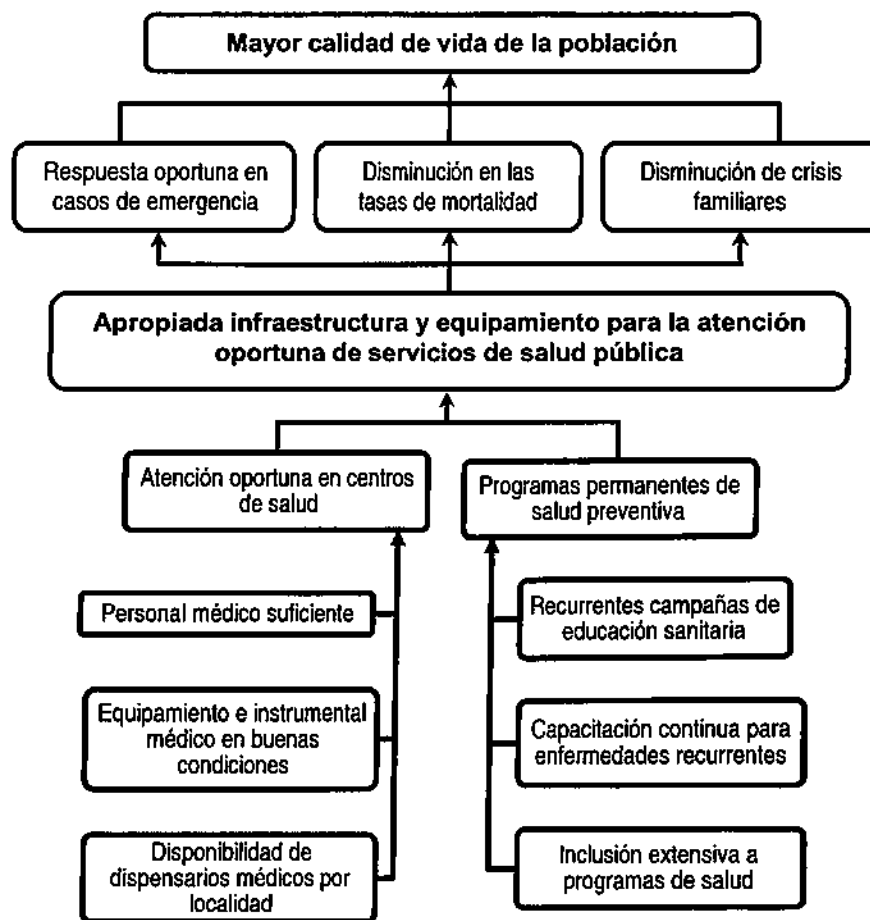 Mayor calidad de vida de la población
Respuesta oportuna en
casos de emergencia
Disminución en las
tasas de mortalidad
Disminución de crisis
familiares
Apropiada infraestructura y equipamiento para la atención
oportuna de servicios de salud pública
Atención oportuna en centros
de salud
Programas permanentes de
salud preventiva
Personal médico suficiente
Recurrentes campañas de
educación sanitaria
Equipamiento e instrumental
médico en buenas
condiciones
Capacitación continua para
enfermedades recurrentes
Disponibilidad de
dispensarios médicos por
localidad
Inclusión extensiva a
programas de salud